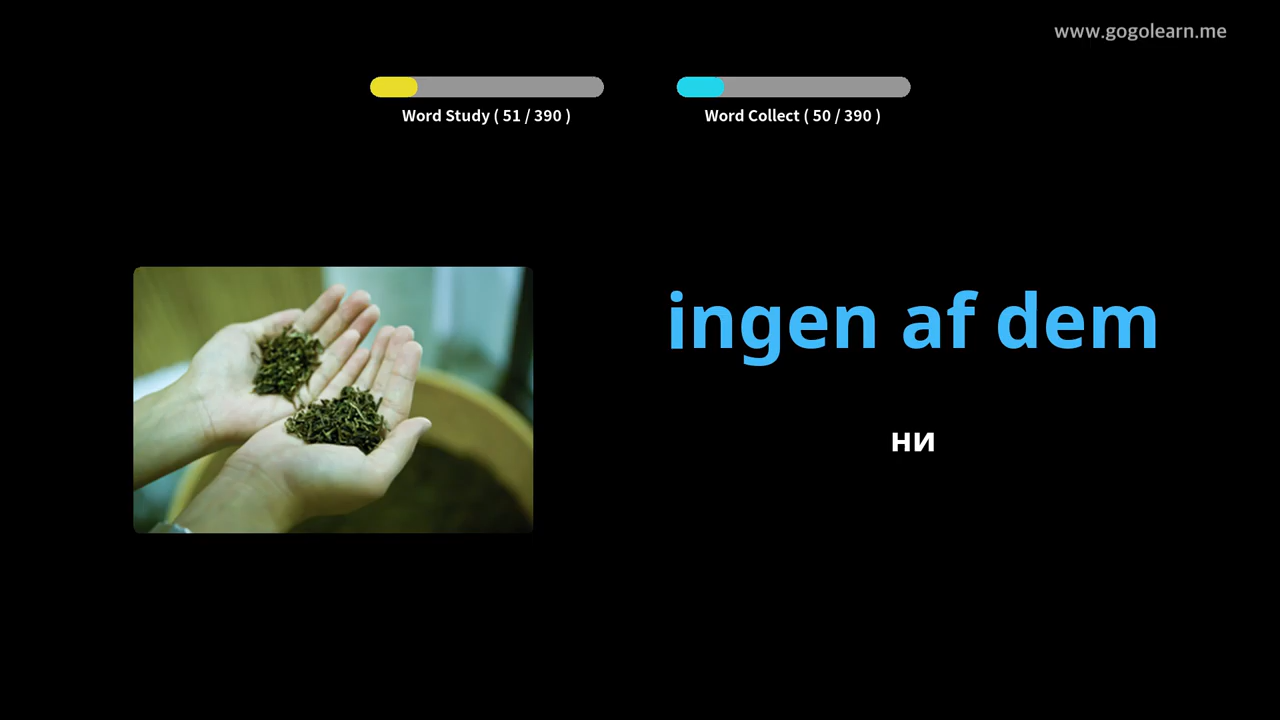 www.gogolearn.me
Word Study ( 51 / 390 )
Word Collect ( 50 / 390 )
ingen af dem
ни